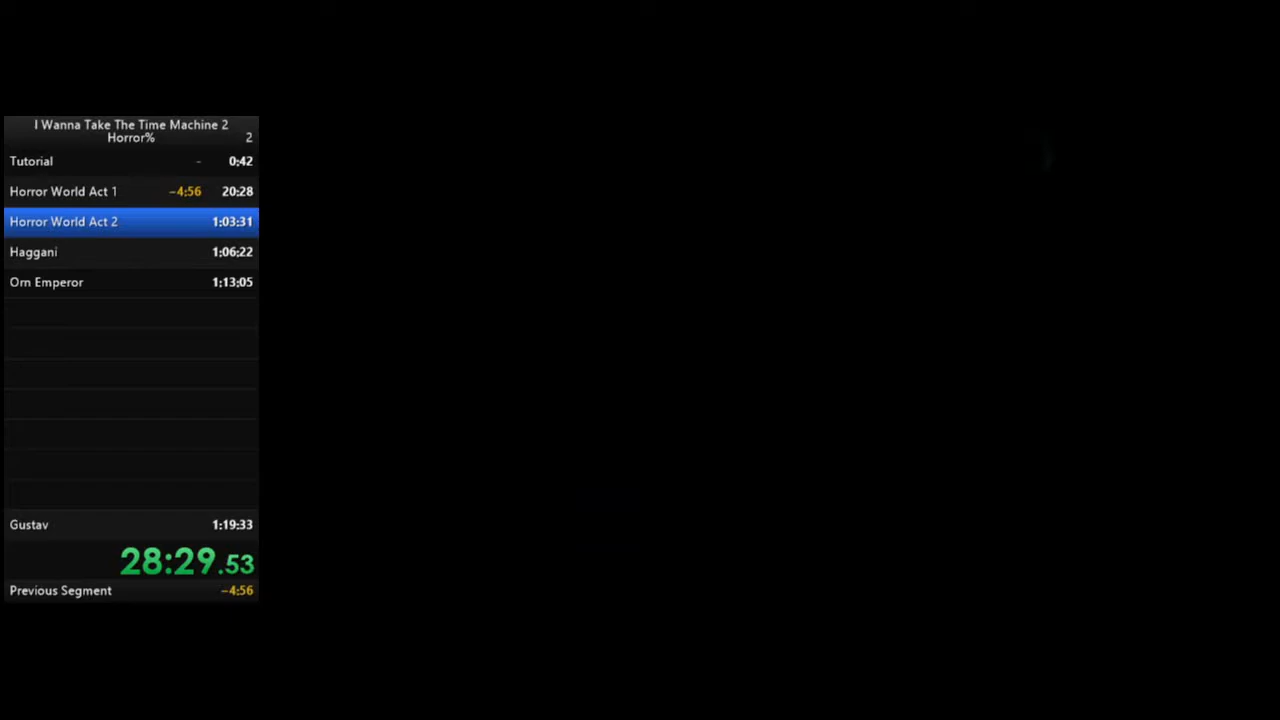 I Wanna Take The Time Machine 2
Horror% 2
Tutorial - 0:42
Horror World Act 1 −4:56 20:28
Horror World Act 2 1:03:31
Haggani 1:06:22
Orn Emperor 1:13:05
Gustav 1:19:33
28:29.53
Previous Segment −4:56